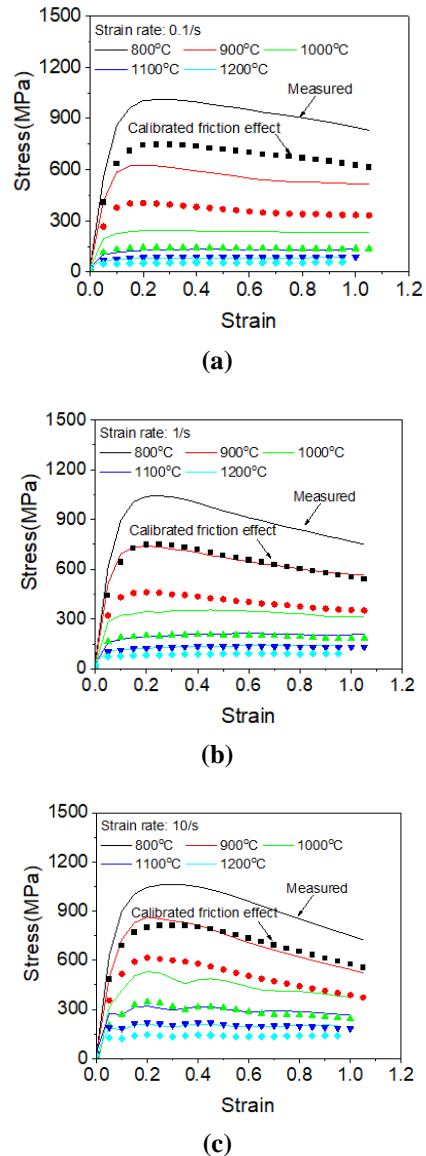 1500
1200
900
600
300
0
Stress(MPa)
Strain rate: 0.1/s
800°C 900°C 1000°C
1100°C 1200°C
Measured
Calibrated friction effect
0.0 0.2 0.4 0.6 0.8 1.0 1.2
Strain
(a)
1500
1200
900
600
300
0
Stress(MPa)
Strain rate: 1/s
800°C 900°C 1000°C
1100°C 1200°C
Measured
Calibrated friction effect
0.0 0.2 0.4 0.6 0.8 1.0 1.2
Strain
(b)
1500
1200
900
600
300
0
Stress(MPa)
Strain rate: 10/s
800°C 900°C 1000°C
1100°C 1200°C
Measured
Calibrated friction effect
0.0 0.2 0.4 0.6 0.8 1.0 1.2
Strain
(c)